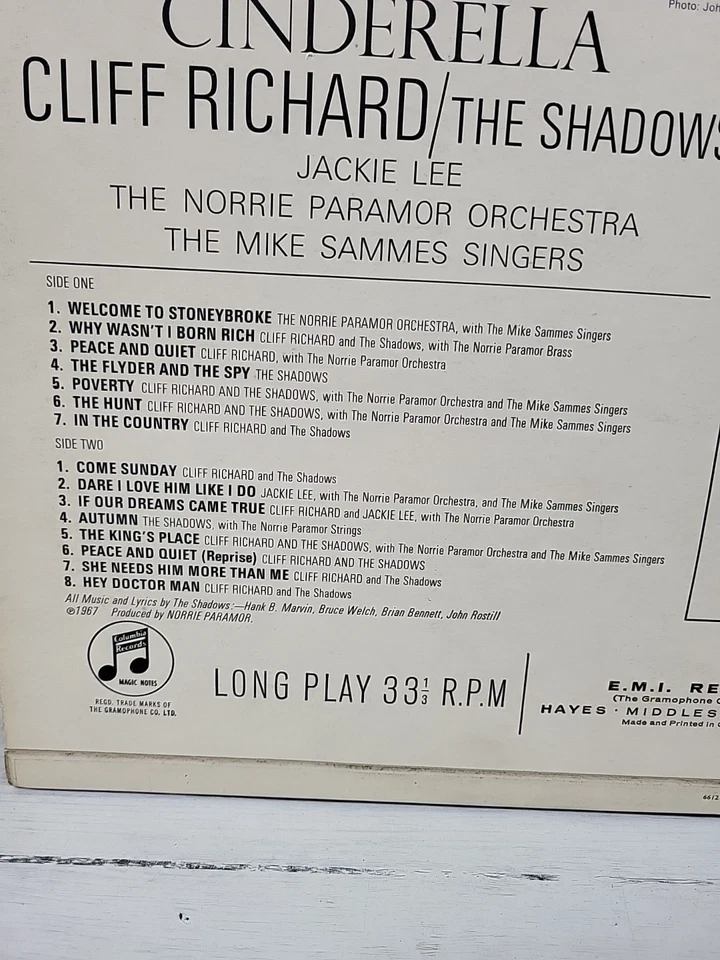 Photo: Joh
CINDERELLA
CLIFF RICHARD/THE SHADOWS
JACKIE LEE
THE NORRIE PARAMOR ORCHESTRA
THE MIKE SAMMES SINGERS
SIDE ONE
1. WELCOME TO STONEYBROKE THE NORRIE PARAMOR ORCHESTRA, with The Mike Sammes Singers
2. WHY WASN'T I BORN RICH CLIFF RICHARD and The Shadows, with The Norrie Paramor Brass
3. PEACE AND QUIET CLIFF RICHARD, with The Norrie Paramor Orchestra
4. THE FLYDER AND THE SPY THE SHADOWS
5. POVERTY CLIFF RICHARD AND THE SHADOWS, with The Norrie Paramor Orchestra and The Mike Sammes Singers
6. THE HUNT CLIFF RICHARD AND THE SHADOWS, with The Norrie Paramor Orchestra and The Mike Sammes Singers
7. IN THE COUNTRY CLIFF RICHARD and The Shadows
SIDE TWO
1. COME SUNDAY CLIFF RICHARD and The Shadows
2. DARE I LOVE HIM LIKE I DO JACKIE LEE, with The Norrie Paramor Orchestra, and The Mike Sammes Singers
3. IF OUR DREAMS CAME TRUE CLIFF RICHARD and JACKIE LEE, with The Norrie Paramor Orchestra
4. AUTUMN THE SHADOWS, with The Norrie Paramor Strings
5. THE KING'S PLACE CLIFF RICHARD AND THE SHADOWS, with The Norrie Paramor Orchestra and The Mike Sammes Singers
6. PEACE AND QUIET (Reprise) CLIFF RICHARD AND THE SHADOWS
7. SHE NEEDS HIM MORE THAN ME CLIFF RICHARD and The Shadows
8. HEY DOCTOR MAN CLIFF RICHARD and The Shadows
All Music and Lyrics by The Shadows:—Hank B. Marvin, Bruce Welch, Brian Bennett, John Rostill
℗1967 Produced by NORRIE PARAMOR.
Columbia
Records
MAGIC NOTES
REGD. TRADE MARKS OF
THE GRAMOPHONE CO. LTD.
LONG PLAY 33⅓ R.P.M
E.M.I. RE
(The Gramophone C
HAYES · MIDDLES
Made and Printed in G
6612